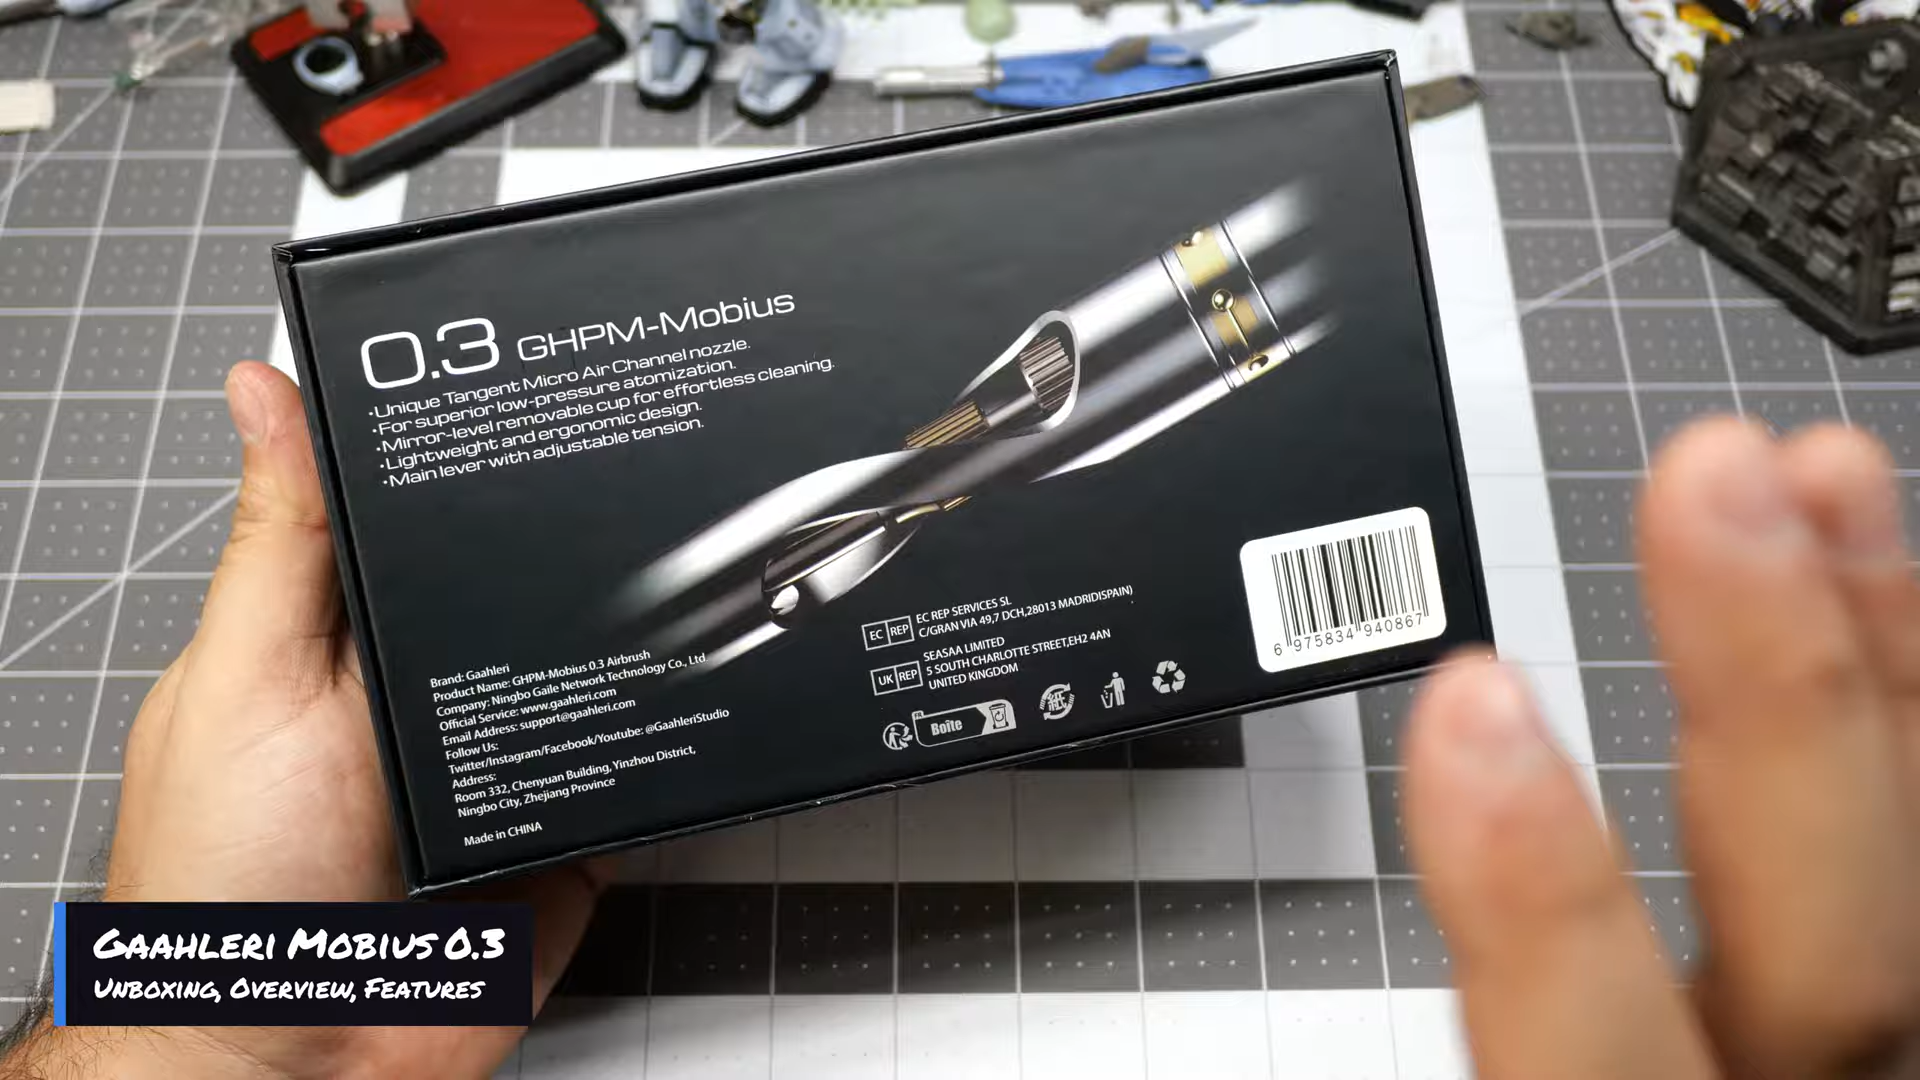 0.3 GHPM-Mobius
•Unique Tangent Micro Air Channel nozzle.
•For superior low-pressure atomization.
•Mirror-level removable cup for effortless cleaning.
•Lightweight and ergonomic design.
•Main lever with adjustable tension.
Brand: Gaahleri
Product Name: GHPM-Mobius 0.3 Airbrush
Company: Ningbo Gaile Network Technology Co., Ltd.
Official Service: www.gaahleri.com
Email Address: support@gaahleri.com
Follow Us:
Twitter/Instagram/Facebook/Youtube: @GaahleriStudio
Address:
Room 332, Chenyuan Building, Yinzhou District,
Ningbo City, Zhejiang Province
Made in CHINA
EC REP
EC REP SERVICES SL
C/GRAN VIA 49,7 DCH,28013 MADRIDISPAIN)
UK REP
SEASAA LIMITED
5 SOUTH CHARLOTTE STREET,EH2 4AN
UNITED KINGDOM
FR
Boîte
紙
6 975834 940867
Gaahleri Mobius 0.3
Unboxing, Overview, Features